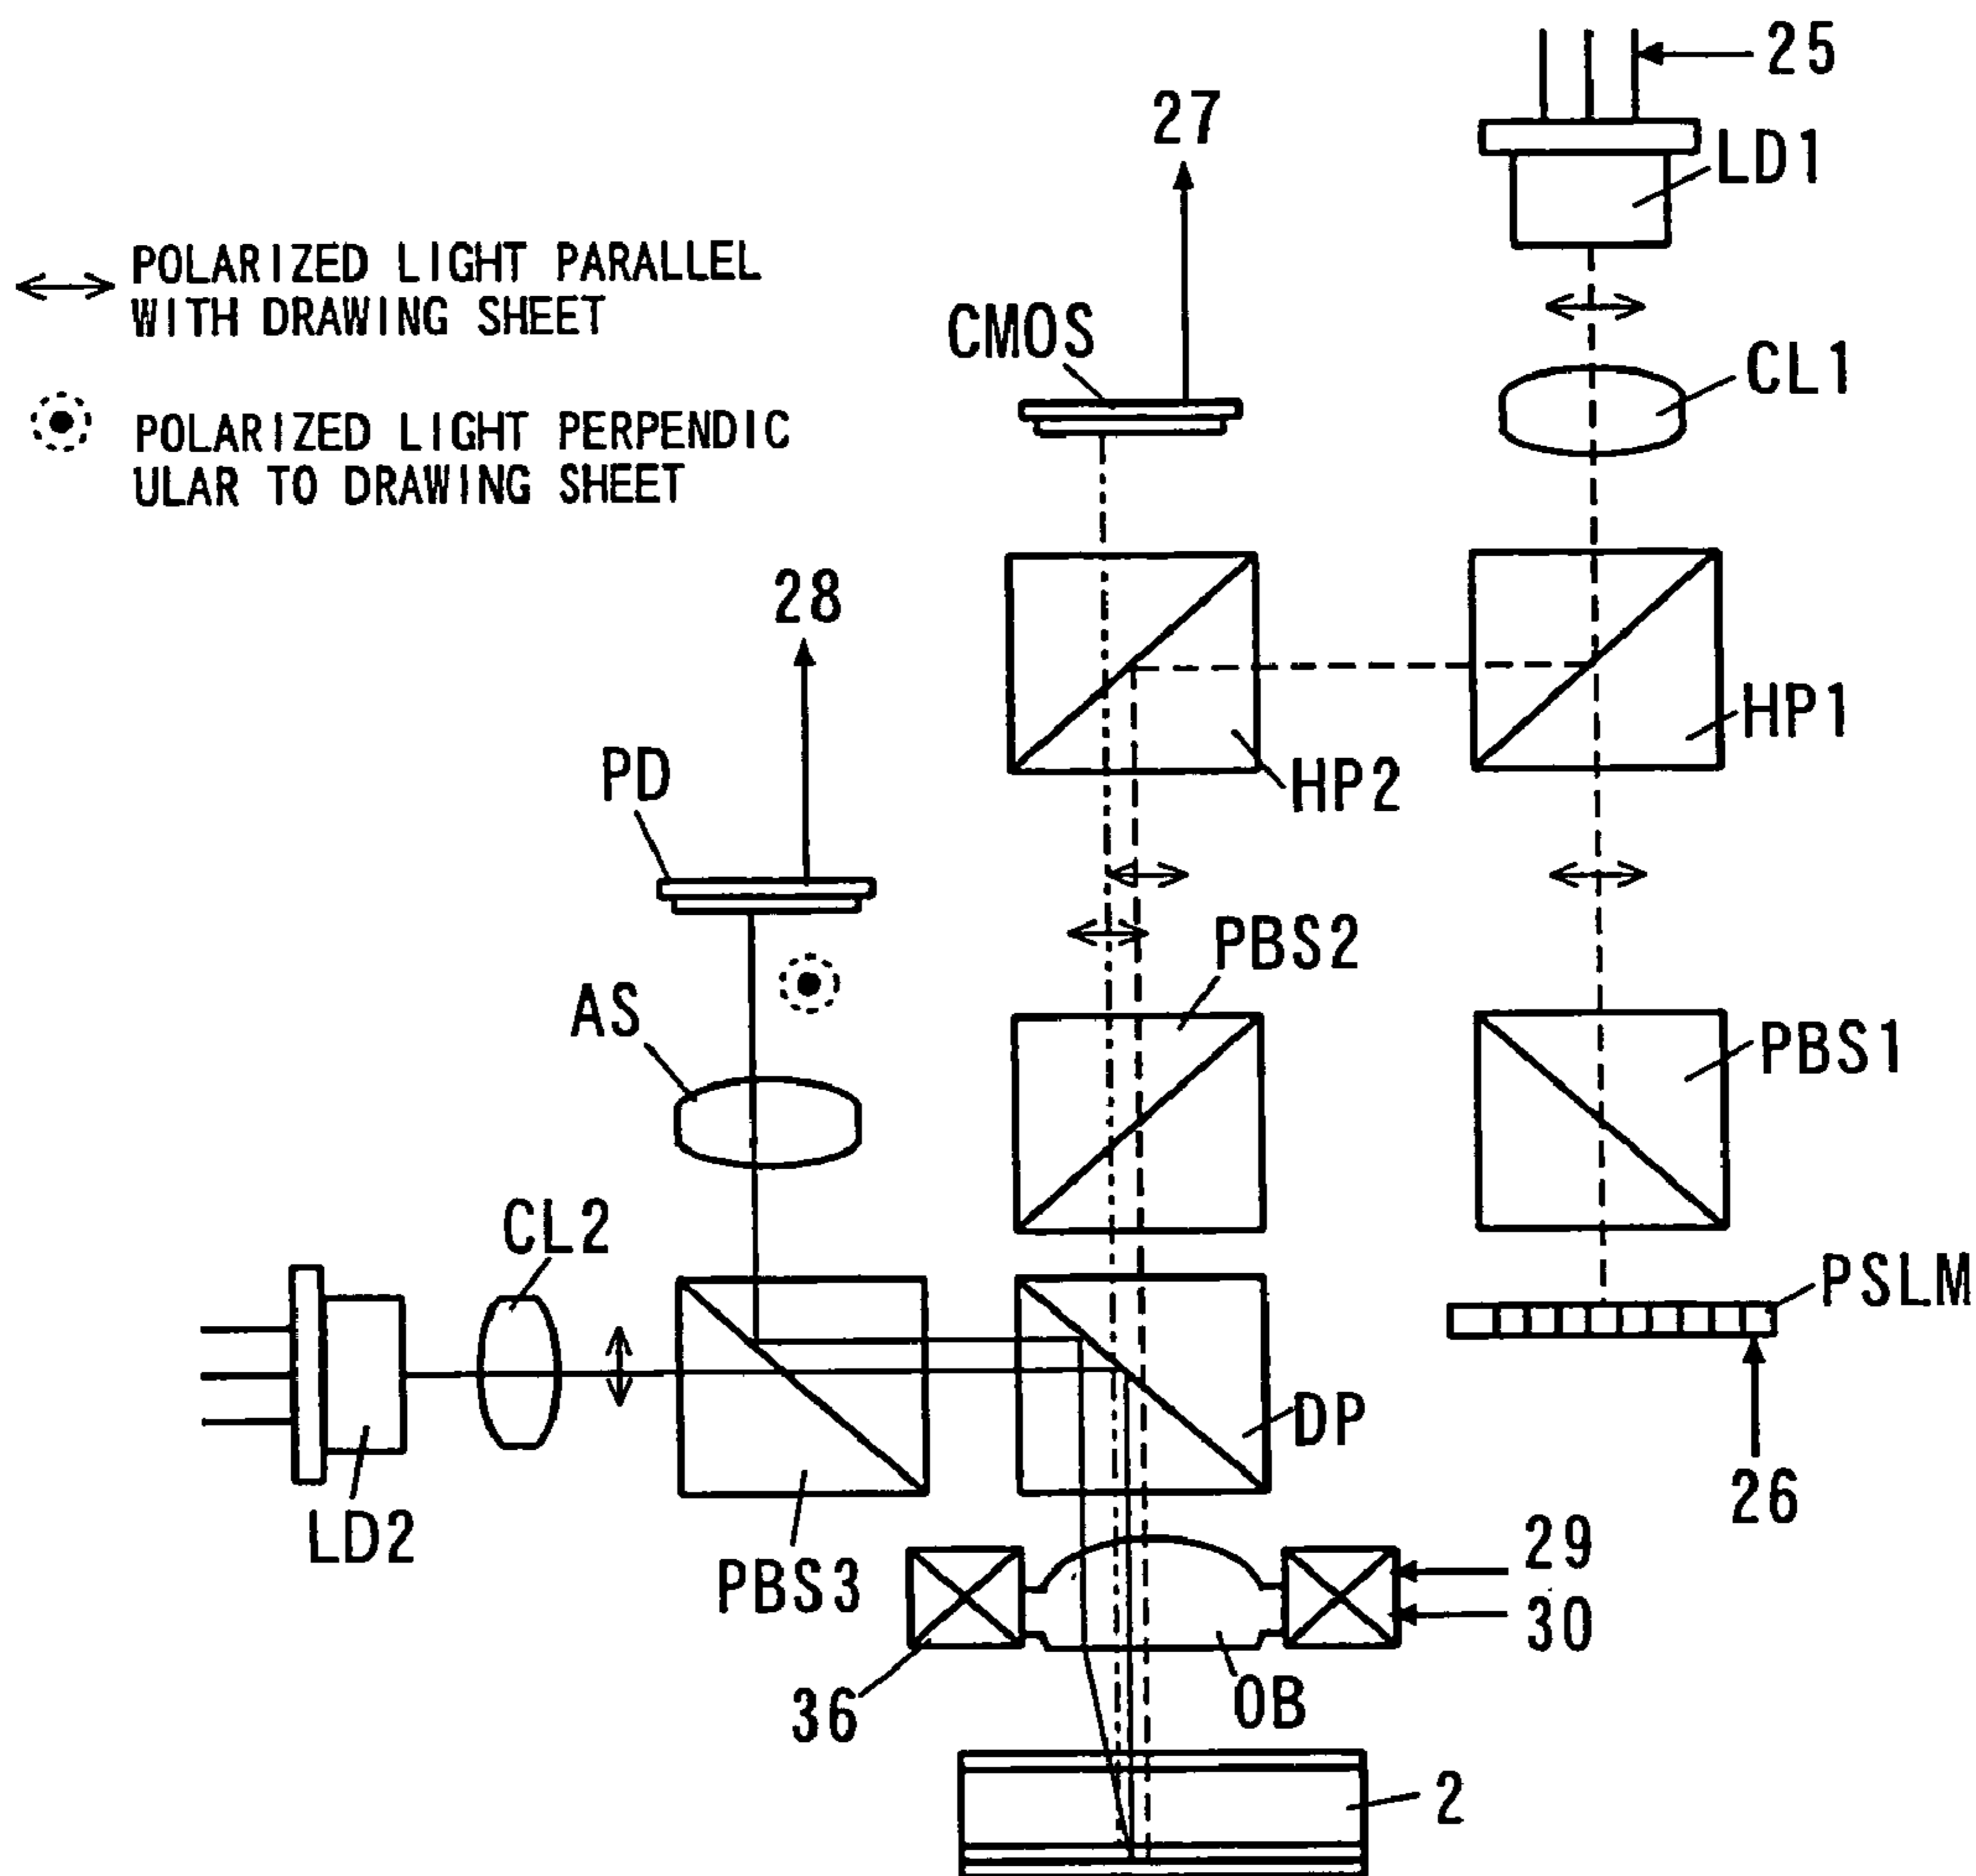 25
27
LD1
POLARIZED LIGHT PARALLEL
WITH DRAWING SHEET
CMOS
CL1
POLARIZED LIGHT PERPENDIC
ULAR TO DRAWING SHEET
28
HP1
PD
HP2
PBS2
AS
PBS1
CL2
PSLM
DP
26
LD2
29
PBS3
30
36
OB
2